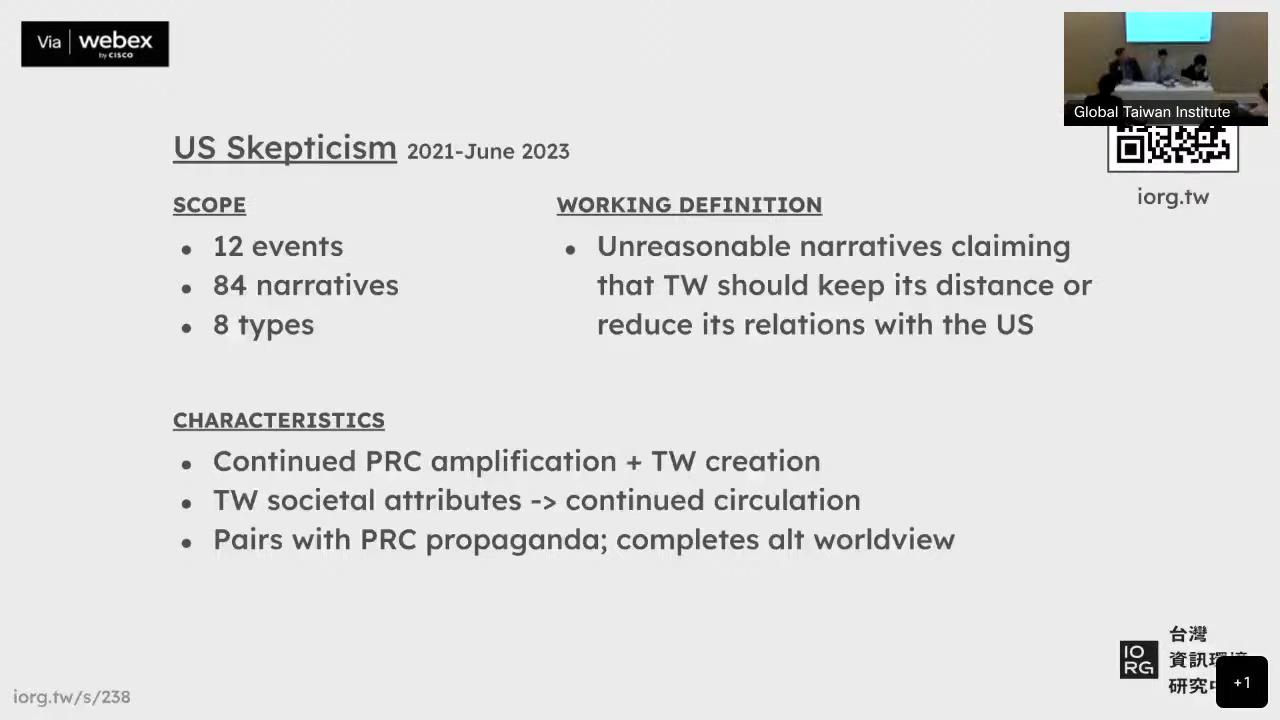 Via webex
by CISCO
Global Taiwan Institute
iorg.tw
US Skepticism 2021-June 2023
SCOPE
• 12 events
• 84 narratives
• 8 types
WORKING DEFINITION
• Unreasonable narratives claiming
that TW should keep its distance or
reduce its relations with the US
CHARACTERISTICS
• Continued PRC amplification + TW creation
• TW societal attributes -> continued circulation
• Pairs with PRC propaganda; completes alt worldview
IO
RG
台灣
資訊環境
研究
+1
iorg.tw/s/238